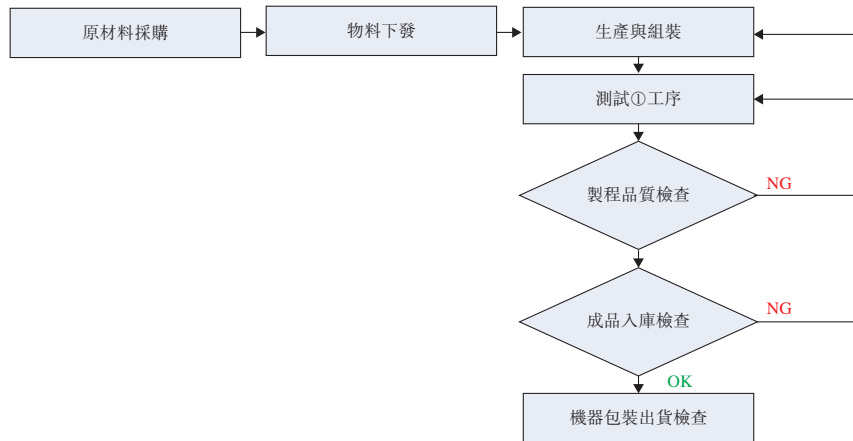 原材料採購
物料下發
生產與組裝
測試①工序
製程品質檢查
NG
成品入庫檢查
NG
OK
機器包裝出貨檢查